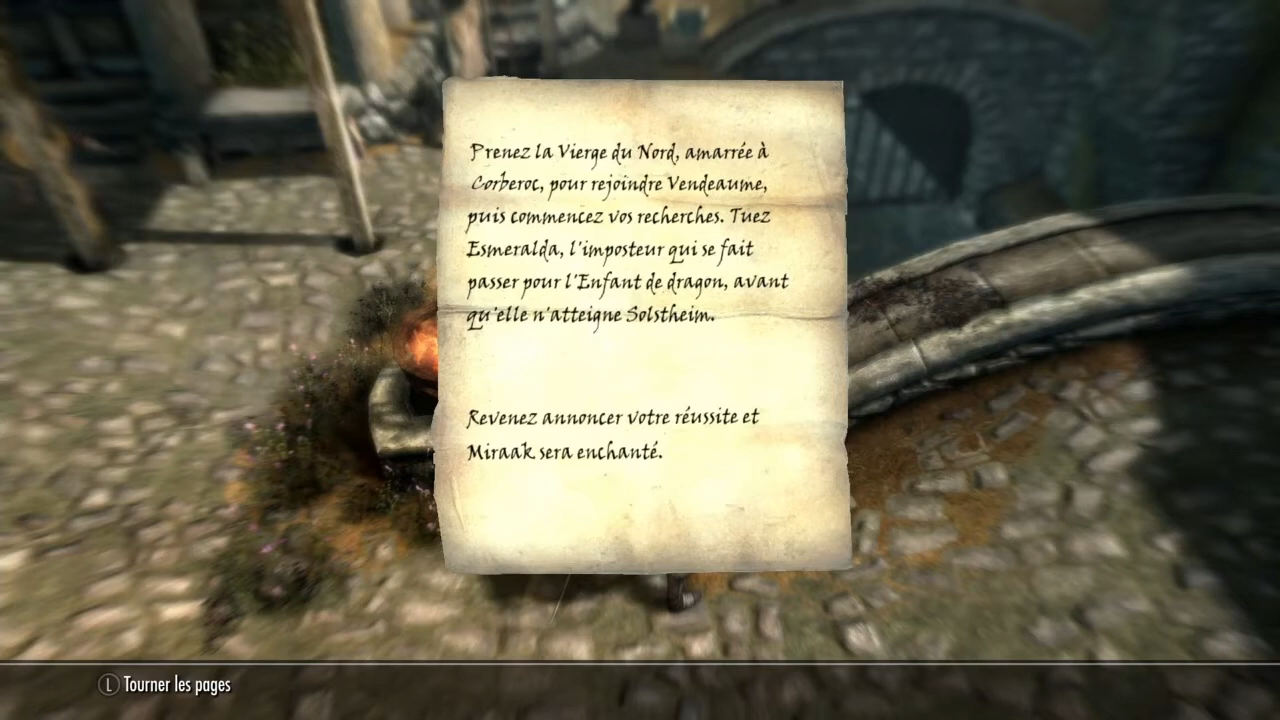 Prenez la Vierge du Nord, amarrée à
Corberoc, pour rejoindre Vendeaume,
puis commencez vos recherches. Tuez
Esmeralda, l'imposteur qui se fait
passer pour l'Enfant de dragon, avant
qu'elle n'atteigne Solstheim.
Revenez annoncer votre réussite et
Miraak sera enchanté.
L Tourner les pages